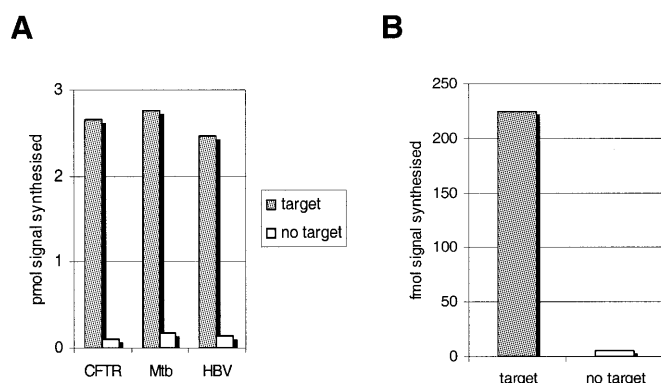 A
B
pmol signal synthesised
3
2
1
0
CFTR Mtb HBV
target
no target
fmol signal synthesised
250
200
150
100
50
0
target no target